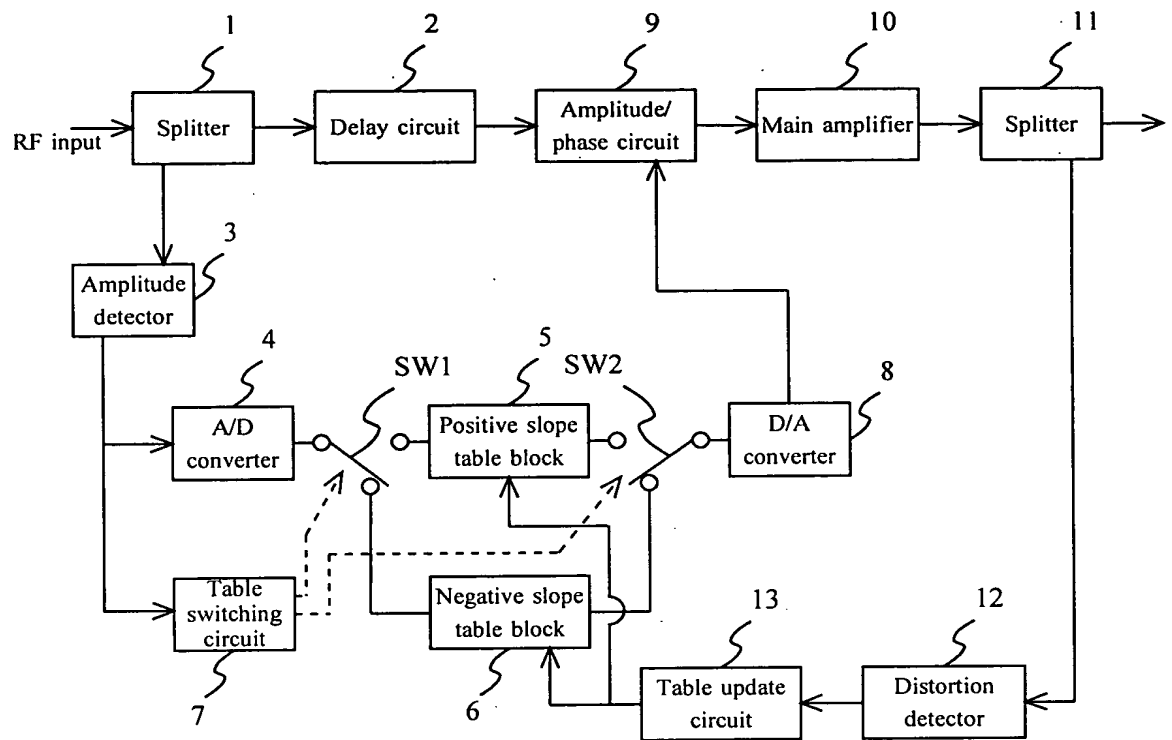 1
2
9
10
11
RF input
Splitter
Delay circuit
Amplitude/
phase circuit
Main amplifier
Splitter
3
Amplitude
detector
4
SW1
5
SW2
8
A/D
converter
Positive slope
table block
D/A
converter
Table
switching
circuit
7
Negative slope
table block
6
13
12
Table update
circuit
Distortion
detector